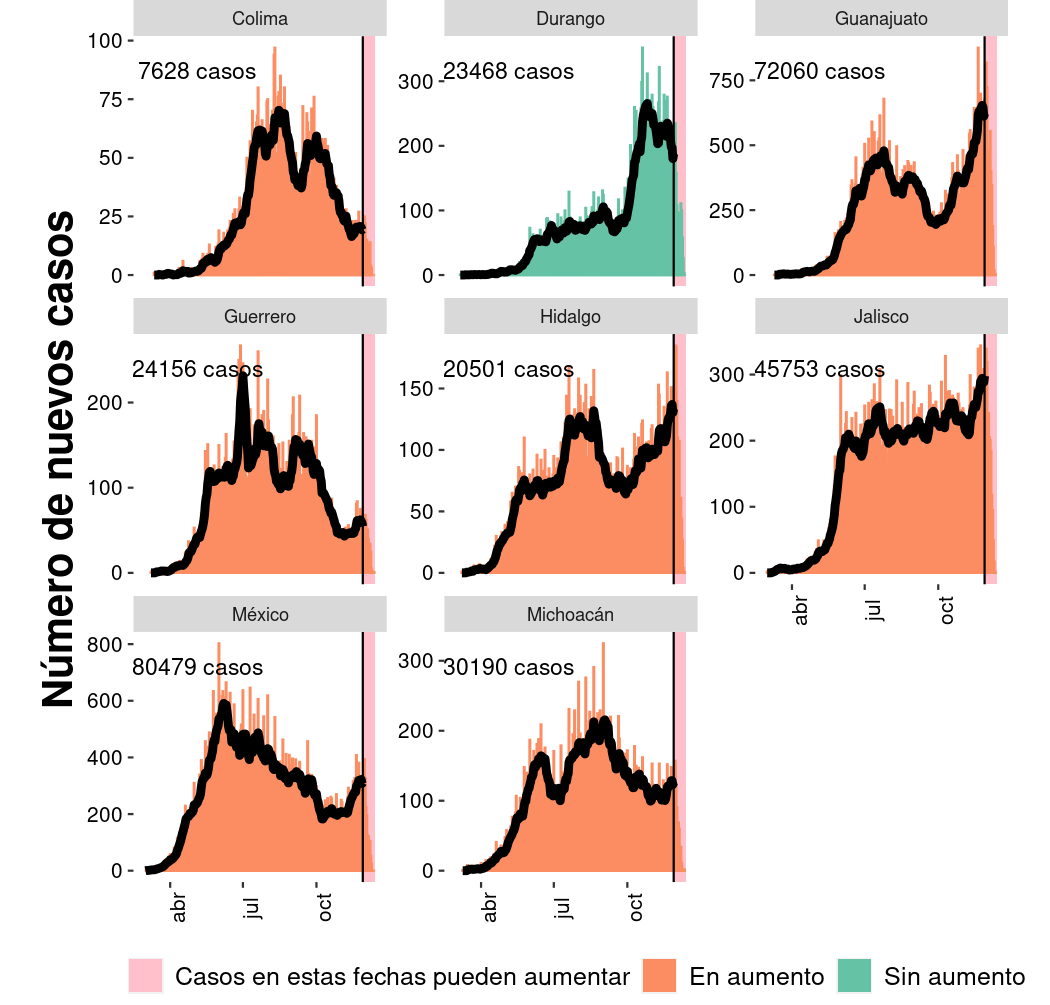 Colima Durango Guanajuato
100
75
50
25
0
7628 casos
300
200
100
0
23468 casos
750
500
250
0
72060 casos
Número de nuevos casos
Guerrero Hidalgo Jalisco
200
100
0
24156 casos
150
100
50
0
20501 casos
300
200
100
0
45753 casos
abr jul oct
México Michoacán
800
600
400
200
0
80479 casos
300
200
100
0
30190 casos
abr jul oct abr jul oct
Casos en estas fechas pueden aumentar En aumento Sin aumento